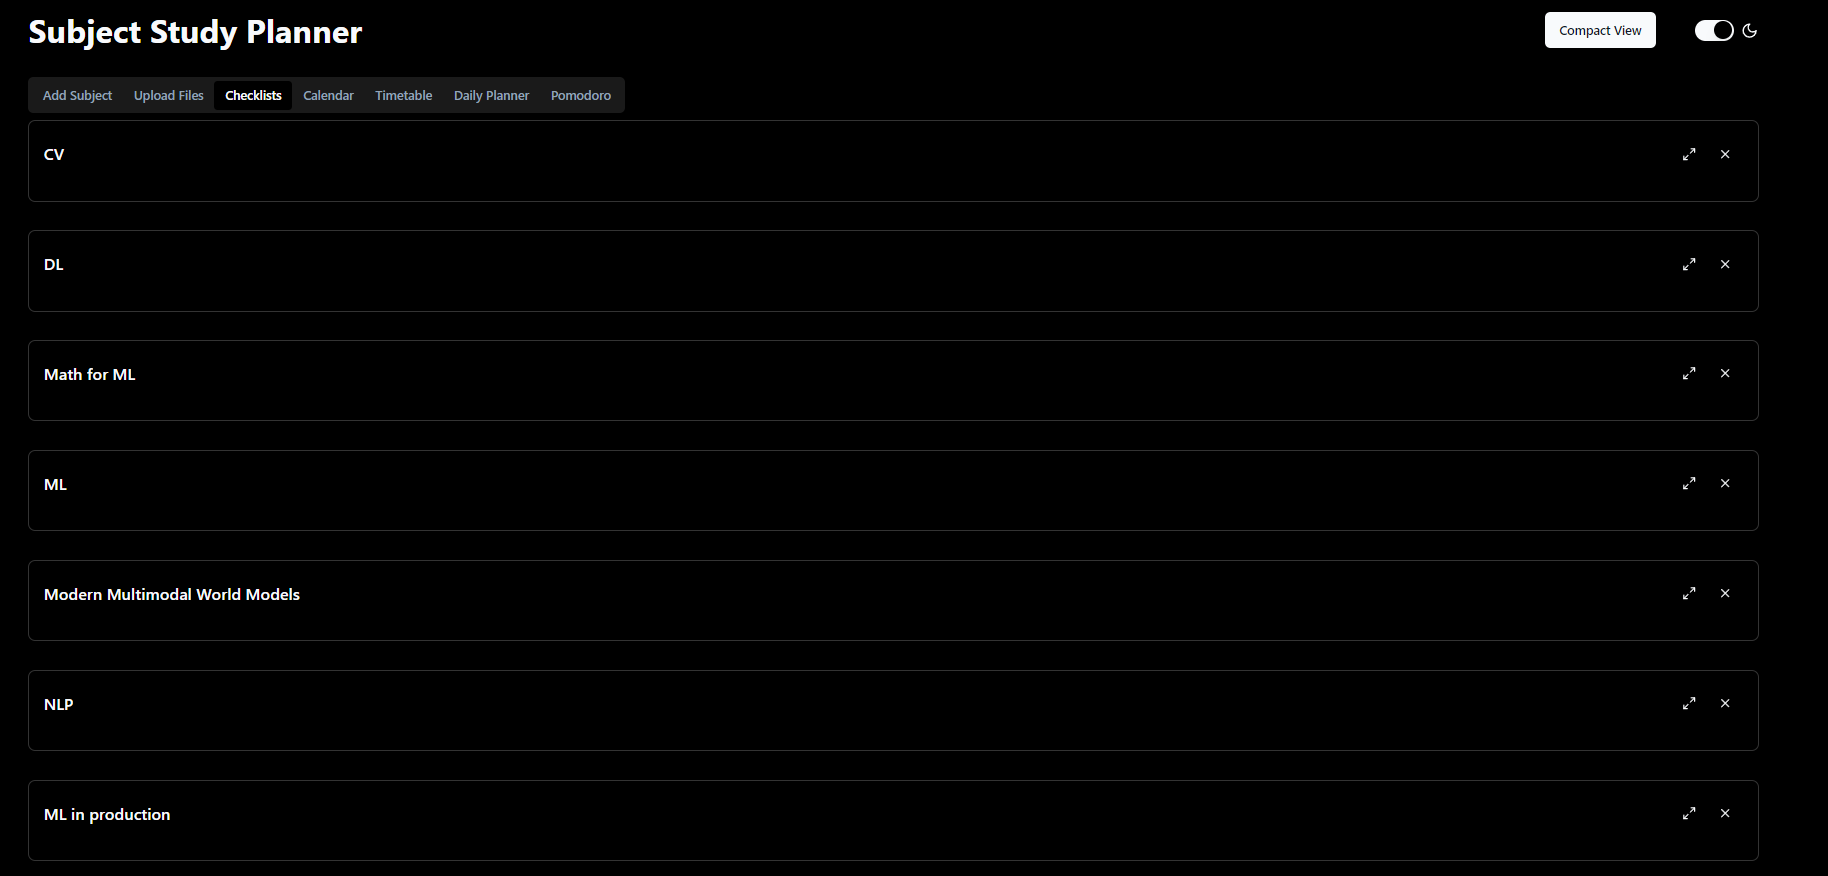 Subject Study Planner
Compact View
Add Subject Upload Files Checklists Calendar Timetable Daily Planner Pomodoro
CV
DL
Math for ML
ML
Modern Multimodal World Models
NLP
ML in production